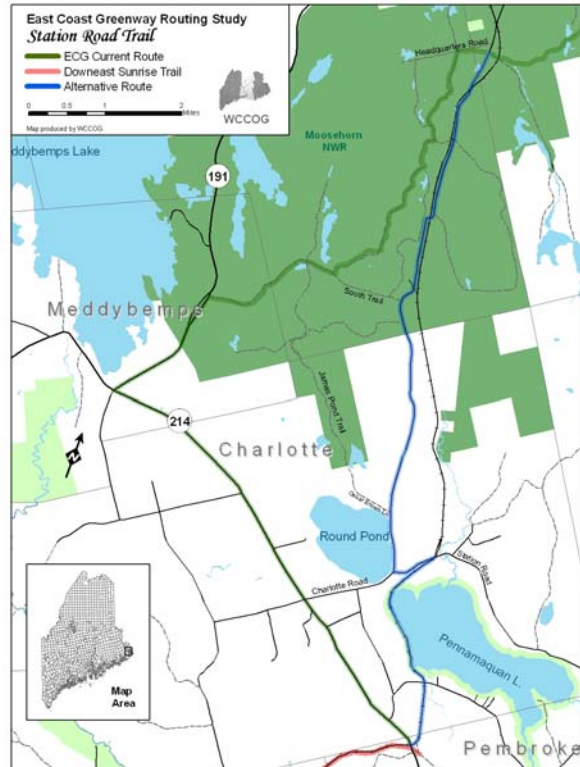 East Coast Greenway Routing Study
Station Road Trail
ECG Current Route
Downeast Sunrise Trail
Alternative Route
0 0.5 1 2
Miles
Map produced by WCCOG.
WCCOG
Headquarters Road
ddybemps Lake
Moosehorn
NWR
191
South Trail
Meddybemps
James Pond Trail
214
N
Charlotte
Round Pond
Station Road
Charlotte Road
Pennamaquan L.
Map
Area
Pembroke